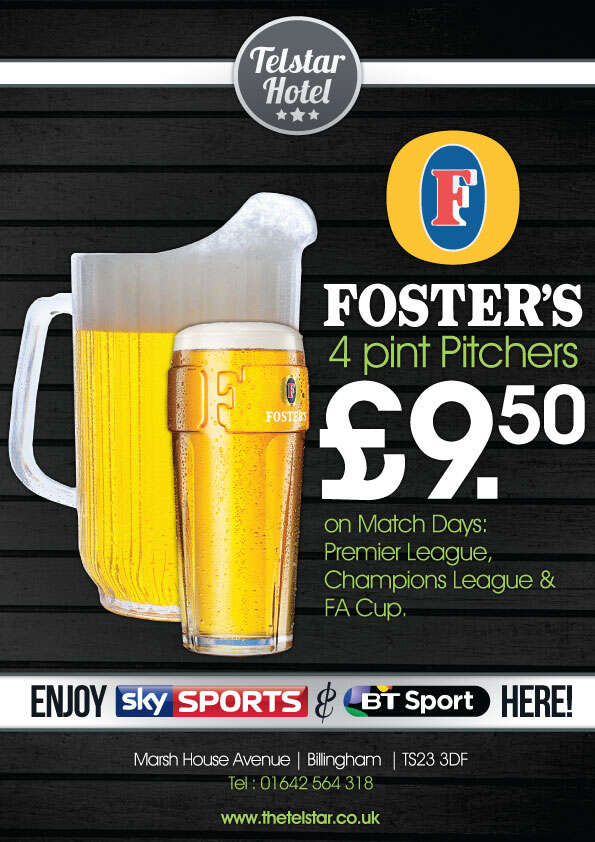 Telstar
Hotel
F
FOSTER'S
4 pint Pitchers
£9.50
F
FOSTER'S
on Match Days:
Premier League,
Champions League &
FA Cup.
ENJOY sky SPORTS & BT Sport HERE!
Marsh House Avenue | Billingham | TS23 3DF
Tel : 01642 564 318
www.thetelstar.co.uk